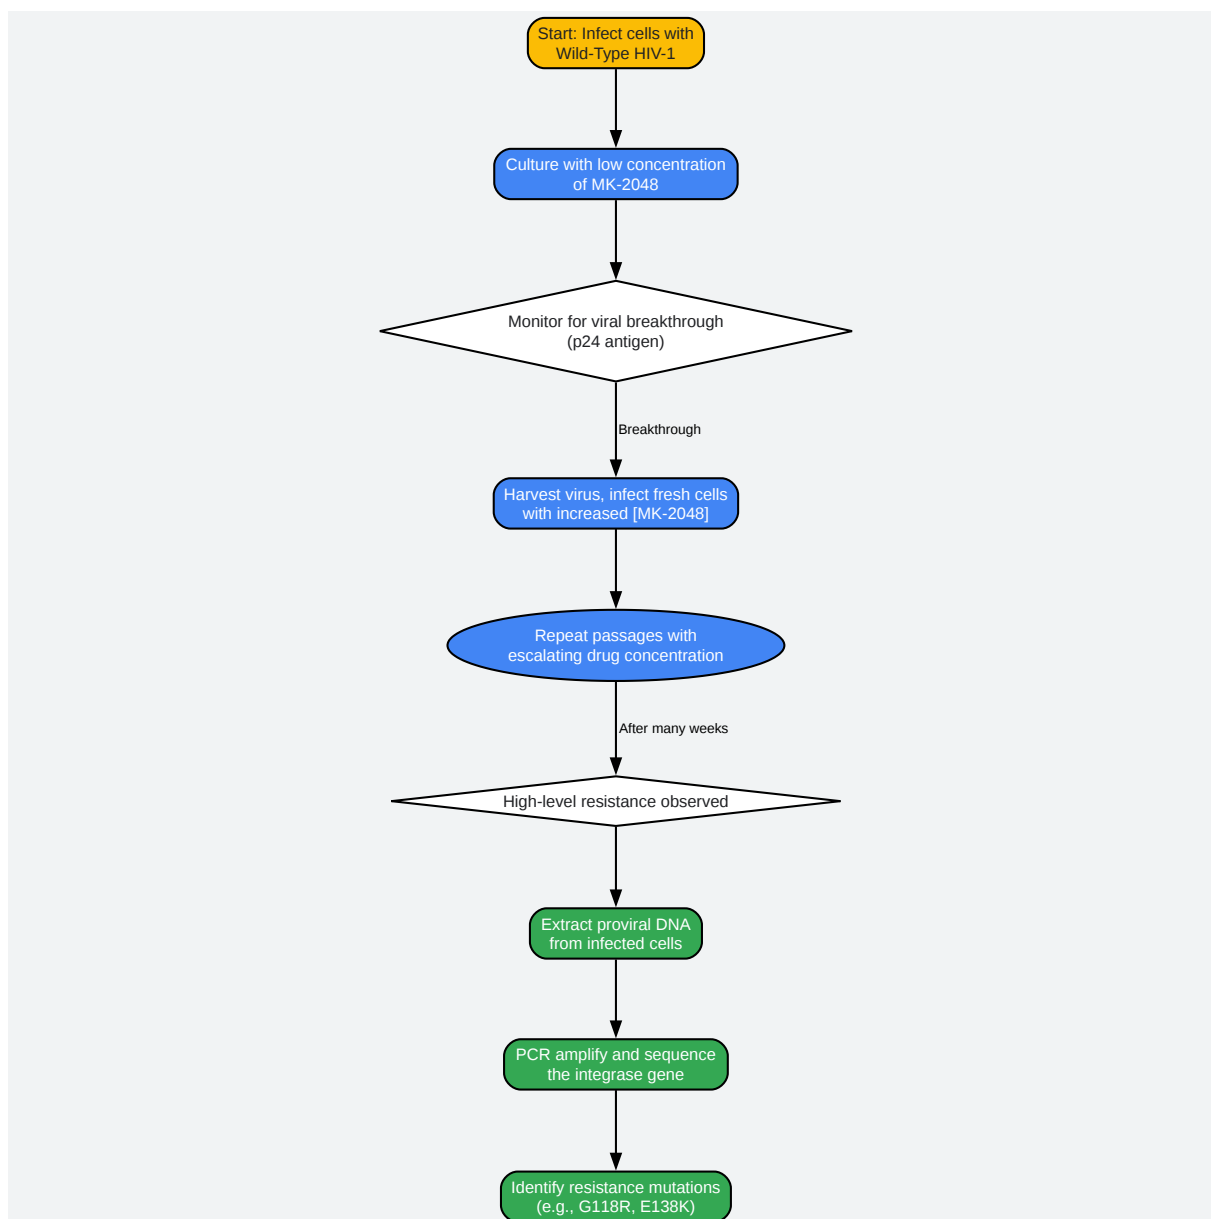 Start: Infect cells with
Wild-Type HIV-1
Culture with low concentration
of MK-2048
Monitor for viral breakthrough
(p24 antigen)
Breakthrough
Harvest virus, infect fresh cells
with increased [MK-2048]
Repeat passages with
escalating drug concentration
After many weeks
High-level resistance observed
Extract proviral DNA
from infected cells
PCR amplify and sequence
the integrase gene
Identify resistance mutations
(e.g., G118R, E138K)